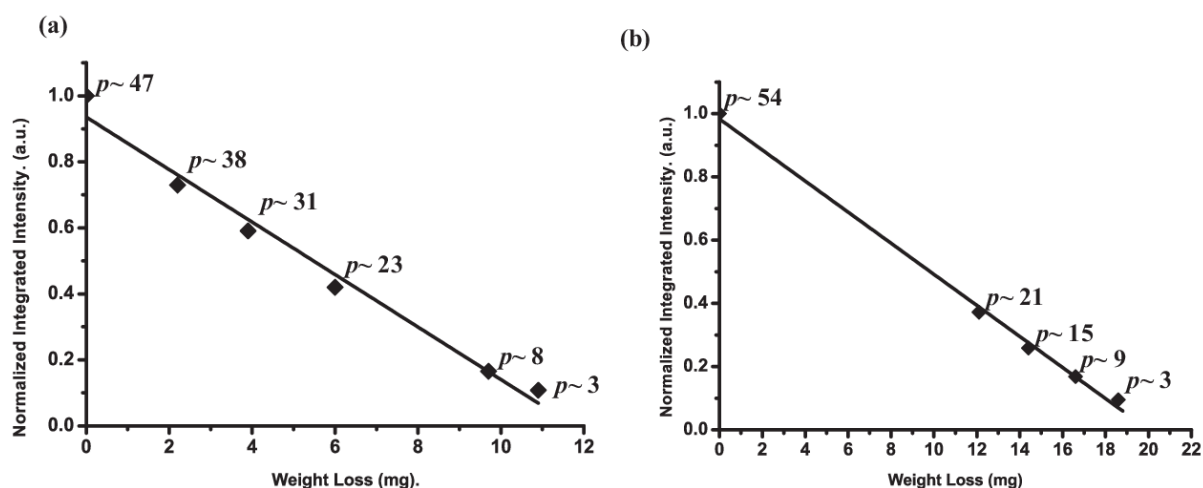 (a)
p~ 47
p~ 38
p~ 31
p~ 23
p~ 8
p~ 3
1.0
0.8
0.6
0.4
0.2
0.0
0 2 4 6 8 10 12
Normalized Integrated Intensity. (a.u.)
Weight Loss (mg).
(b)
p~ 54
p~ 21
p~ 15
p~ 9
p~ 3
1.0
0.8
0.6
0.4
0.2
0.0
0 2 4 6 8 10 12 14 16 18 20 22
Normalized Integrated Intensity. (a.u.)
Weight Loss (mg)